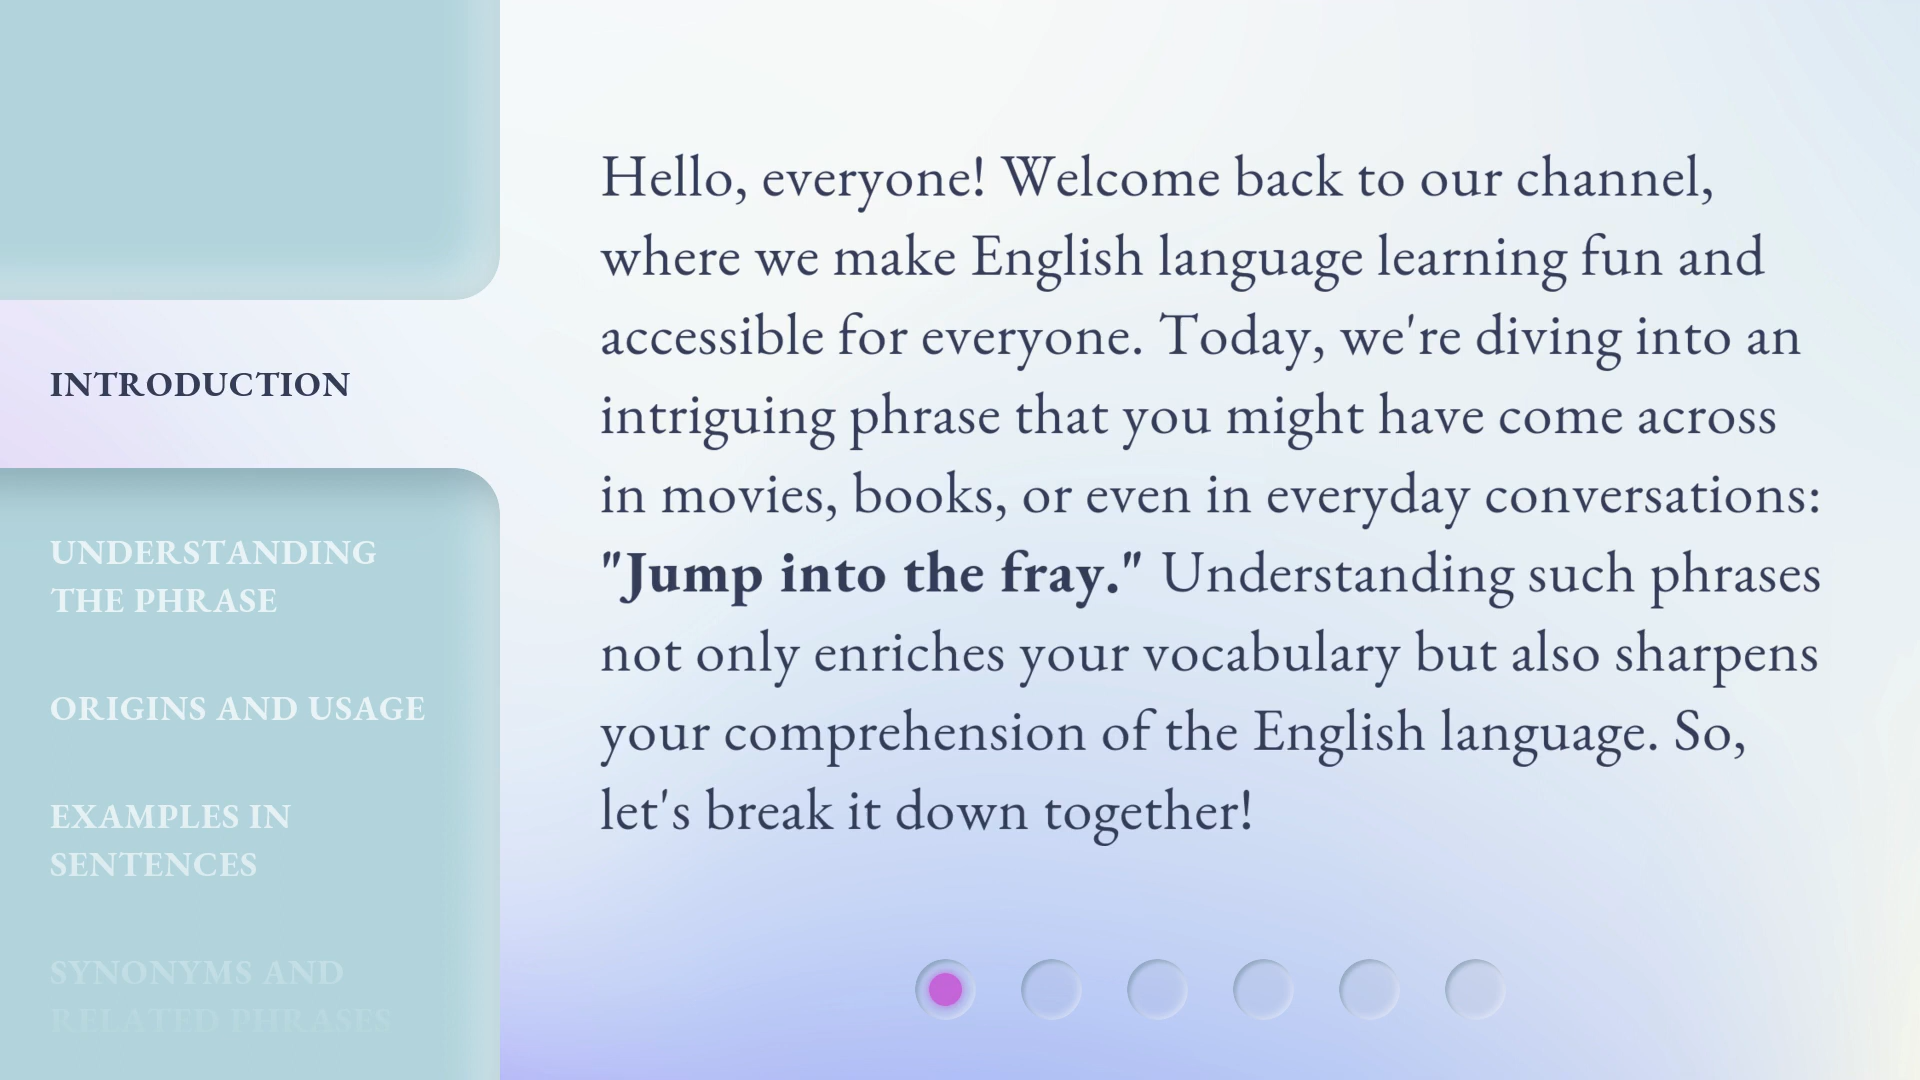 INTRODUCTION
UNDERSTANDING
THE PHRASE
ORIGINS AND USAGE
EXAMPLES IN
SENTENCES
SYNONYMS AND
RELATED PHRASES
Hello, everyone! Welcome back to our channel,
where we make English language learning fun and
accessible for everyone. Today, we're diving into an
intriguing phrase that you might have come across
in movies, books, or even in everyday conversations:
"Jump into the fray." Understanding such phrases
not only enriches your vocabulary but also sharpens
your comprehension of the English language. So,
let's break it down together!